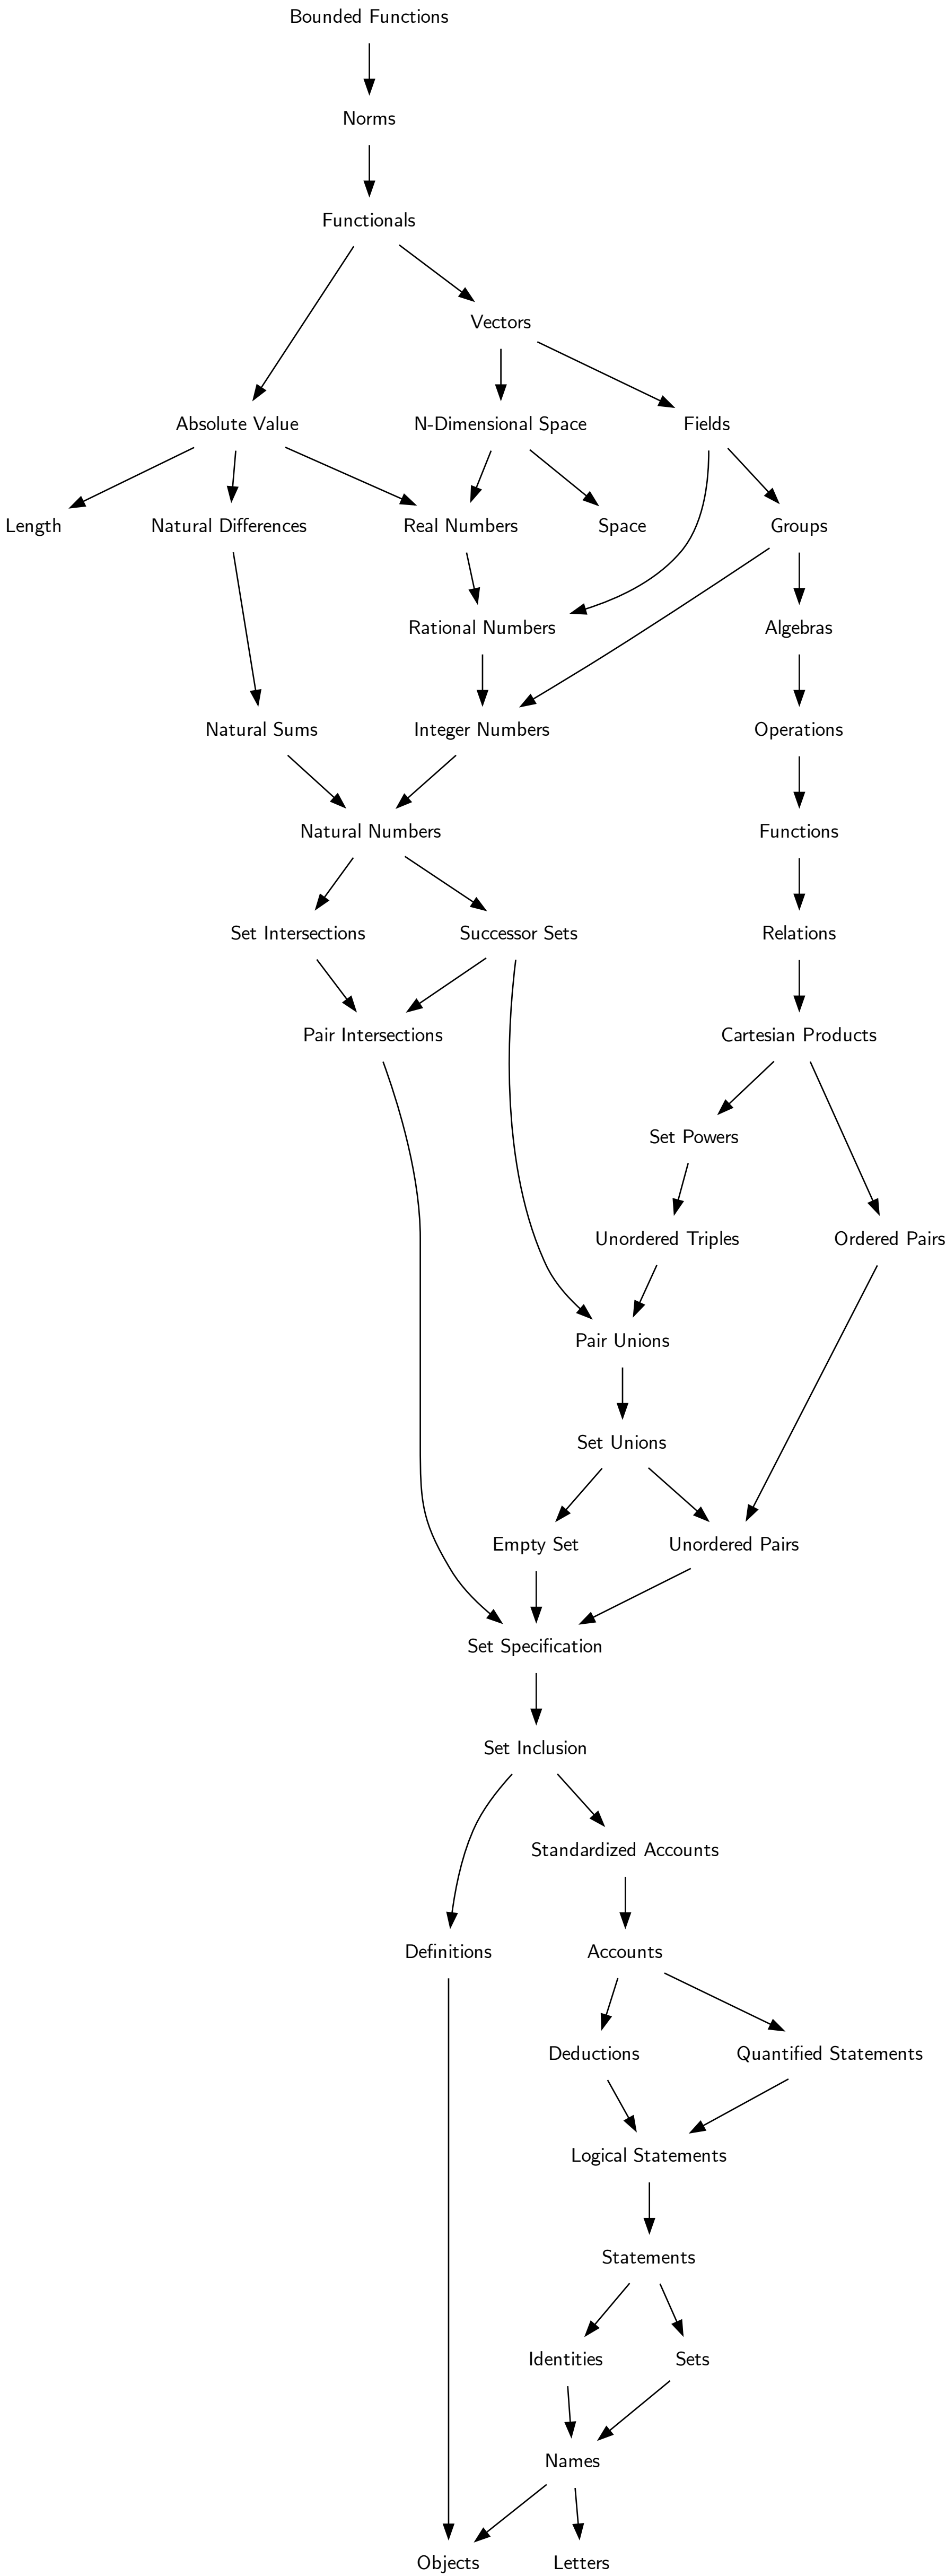 Bounded Functions
Norms
Functionals
Vectors
Absolute Value
N-Dimensional Space
Fields
Length
Natural Differences
Real Numbers
Space
Groups
Rational Numbers
Algebras
Natural Sums
Integer Numbers
Operations
Natural Numbers
Functions
Set Intersections
Successor Sets
Relations
Pair Intersections
Cartesian Products
Set Powers
Unordered Triples
Ordered Pairs
Pair Unions
Set Unions
Empty Set
Unordered Pairs
Set Specification
Set Inclusion
Standardized Accounts
Definitions
Accounts
Deductions
Quantified Statements
Logical Statements
Statements
Identities
Sets
Names
Objects
Letters